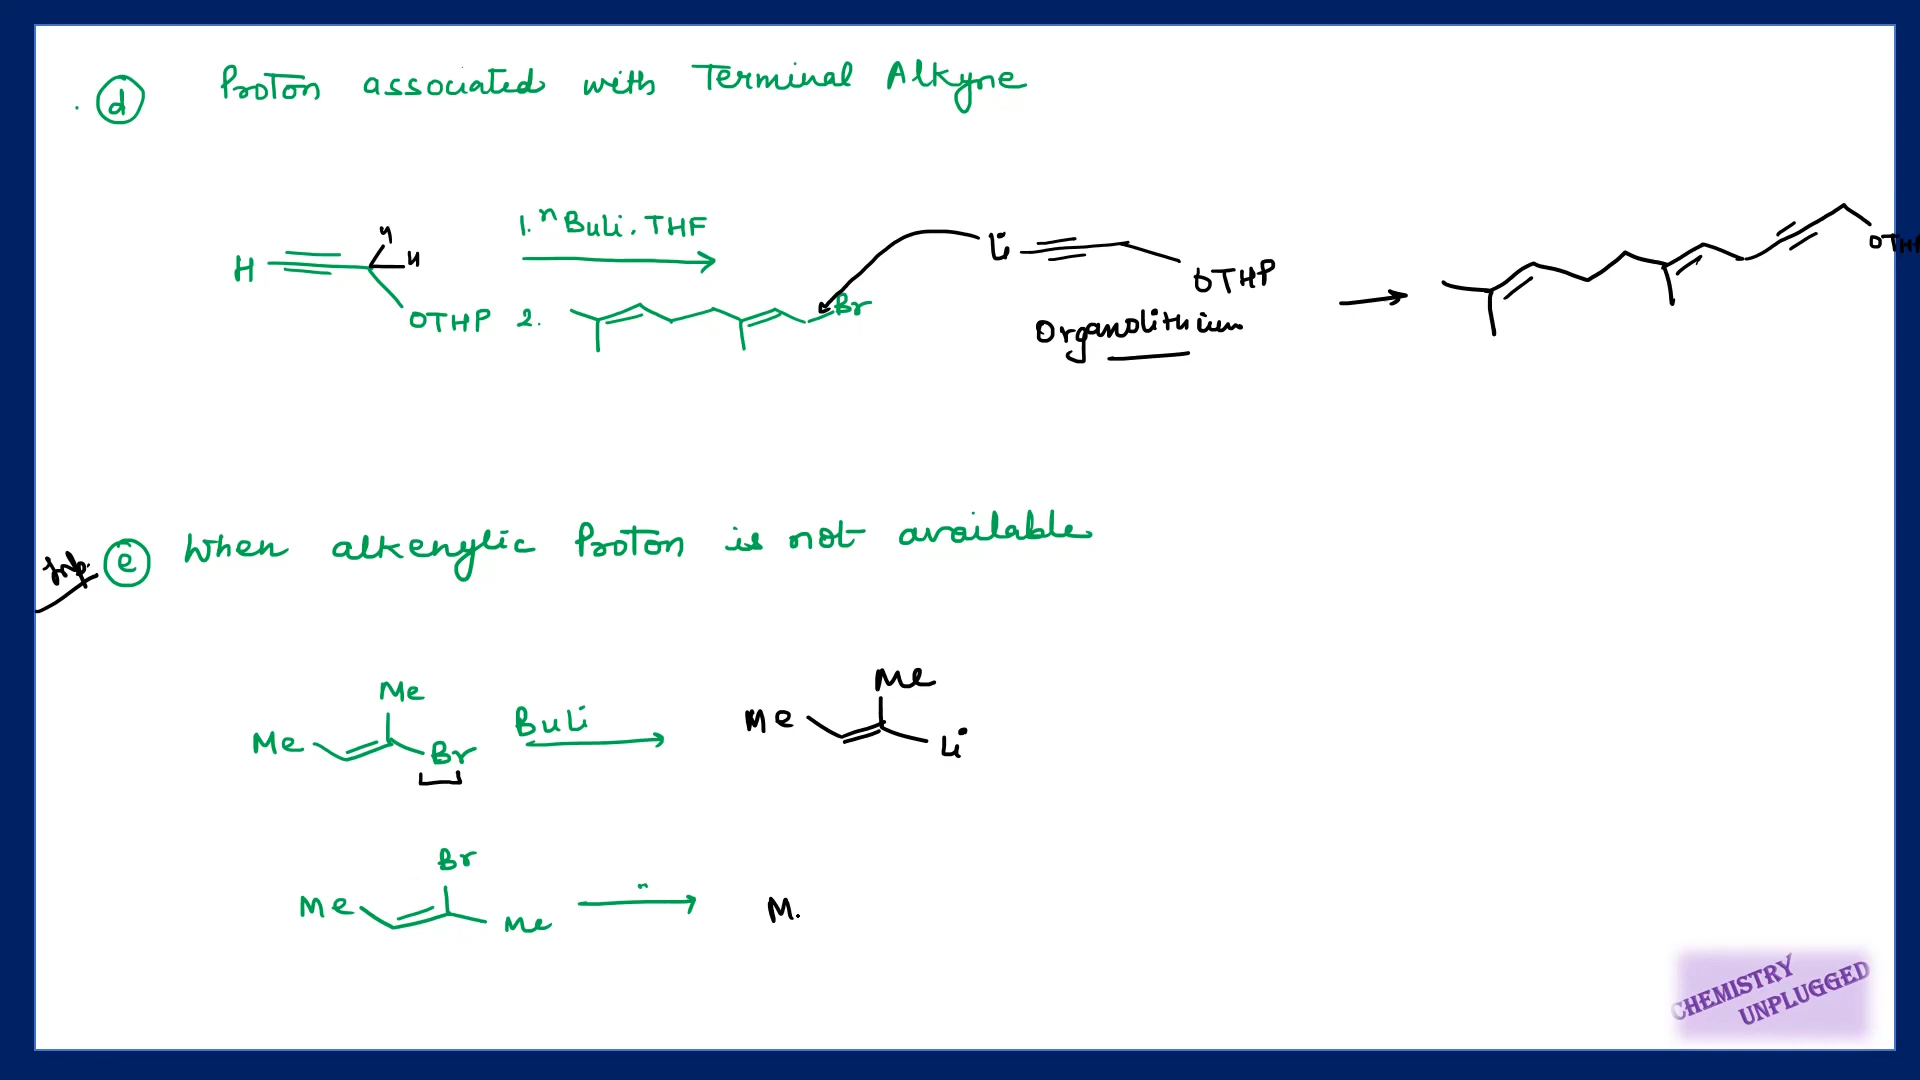 d Proton associated with Terminal Alkyne
H H
1. nBuLi, THF
H Li
OTHP 2. Br OTHP OTHP
Organolithium
Imp. e When alkenylic Proton is not available
Me Me
Me Br BuLi Me Li
Br
Me Me M.
CHEMISTRY
UNPLUGGED